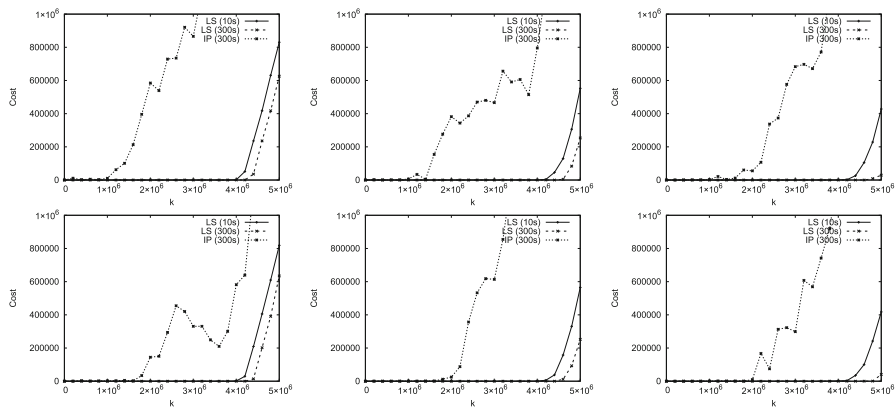 1×10⁶
800000
600000
400000
200000
0
Cost
LS (10s)
LS (300s)
IP (300s)
0 1×10⁶ 2×10⁶ 3×10⁶ 4×10⁶ 5×10⁶
k
1×10⁶
800000
600000
400000
200000
0
Cost
LS (10s)
LS (300s)
IP (300s)
0 1×10⁶ 2×10⁶ 3×10⁶ 4×10⁶ 5×10⁶
k
1×10⁶
800000
600000
400000
200000
0
Cost
LS (10s)
LS (300s)
IP (300s)
0 1×10⁶ 2×10⁶ 3×10⁶ 4×10⁶ 5×10⁶
k
1×10⁶
800000
600000
400000
200000
0
Cost
LS (10s)
LS (300s)
IP (300s)
0 1×10⁶ 2×10⁶ 3×10⁶ 4×10⁶ 5×10⁶
k
1×10⁶
800000
600000
400000
200000
0
Cost
LS (10s)
LS (300s)
IP (300s)
0 1×10⁶ 2×10⁶ 3×10⁶ 4×10⁶ 5×10⁶
k
1×10⁶
800000
600000
400000
200000
0
Cost
LS (10s)
LS (300s)
IP (300s)
0 1×10⁶ 2×10⁶ 3×10⁶ 4×10⁶ 5×10⁶
k